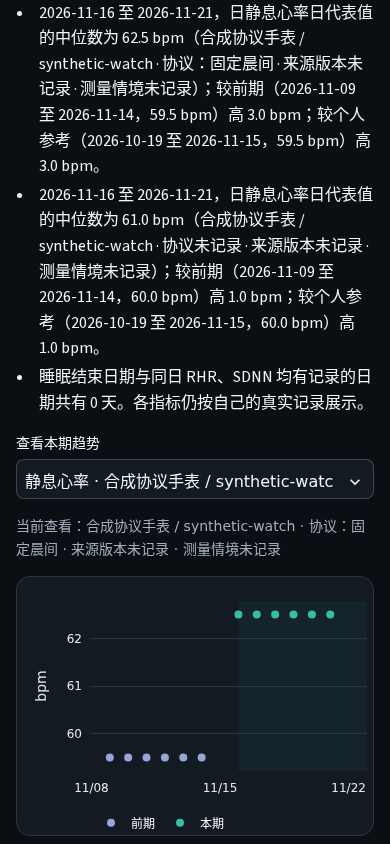 2026-11-16 至 2026-11-21，日静息心率日代表值
的中位数为 62.5 bpm（合成协议手表 /
synthetic-watch · 协议：固定晨间 · 来源版本未
记录 · 测量情境未记录）；较前期（2026-11-09
至 2026-11-14，59.5 bpm）高 3.0 bpm；较个人
参考（2026-10-19 至 2026-11-15，59.5 bpm）高
3.0 bpm。
2026-11-16 至 2026-11-21，日静息心率日代表值
的中位数为 61.0 bpm（合成协议手表 /
synthetic-watch · 协议未记录 · 来源版本未记录 ·
测量情境未记录）；较前期（2026-11-09 至
2026-11-14，60.0 bpm）高 1.0 bpm；较个人参
考（2026-10-19 至 2026-11-15，60.0 bpm）高
1.0 bpm。
睡眠结束日期与同日 RHR、SDNN 均有记录的日
期共有 0 天。各指标仍按自己的真实记录展示。
查看本期趋势
静息心率 · 合成协议手表 / synthetic-watc
当前查看：合成协议手表 / synthetic-watch · 协议：固
定晨间 · 来源版本未记录 · 测量情境未记录
62
61
60
bpm
11/08 11/15 11/22
前期 本期